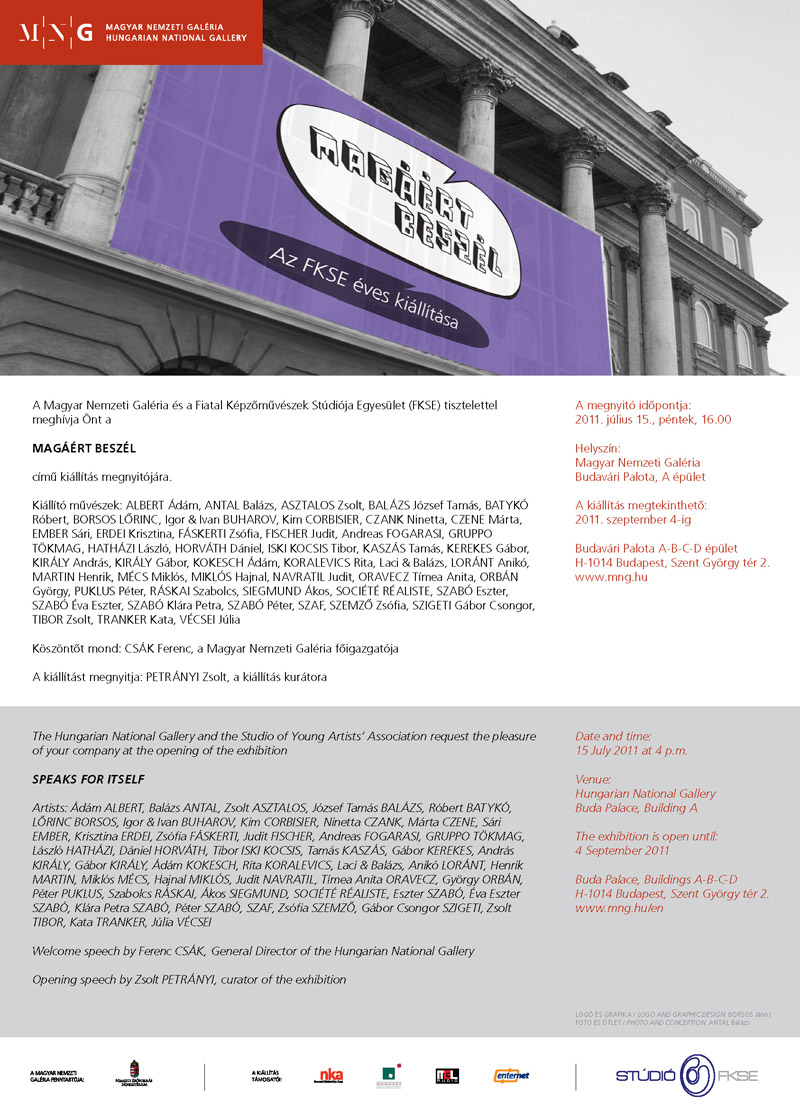 MNG MAGYAR NEMZETI GALÉRIA
HUNGARIAN NATIONAL GALLERY
MAGÁÉRT
BESZÉL
Az FKSE éves kiállítása
A Magyar Nemzeti Galéria és a Fiatal Képzőművészek Stúdiója Egyesület (FKSE) tisztelettel
meghívja Önt a
MAGÁÉRT BESZÉL
című kiállítás megnyitójára.
Kiállító művészek: ALBERT Ádám, ANTAL Balázs, ASZTALOS Zsolt, BALÁZS József Tamás, BATYKÓ
Róbert, BORSOS LŐRINC, Igor & Ivan BUHAROV, Kim CORBISIER, CZANK Ninetta, CZENE Márta,
EMBER Sári, ERDEI Krisztina, FÁSKERTI Zsófia, FISCHER Judit, Andreas FOGARASI, GRUPPO
TÖKMAG, HATHÁZI László, HORVÁTH Dániel, ISKI KOCSIS Tibor, KASZÁS Tamás, KEREKES Gábor,
KIRÁLY András, KIRÁLY Gábor, KOKESCH Ádám, KORALEVICS Rita, Laci & Balázs, LORÁNT Anikó,
MARTIN Henrik, MÉCS Miklós, MIKLÓS Hajnal, NAVRATIL Judit, ORAVECZ Tímea Anita, ORBÁN
György, PUKLUS Péter, RÁSKAI Szabolcs, SIEGMUND Ákos, SOCIÉTÉ RÉALISTE, SZABÓ Eszter,
SZABÓ Éva Eszter, SZABÓ Klára Petra, SZABÓ Péter, SZAF, SZEMZŐ Zsófia, SZIGETI Gábor Csongor,
TIBOR Zsolt, TRANKER Kata, VÉCSEI Júlia
Köszöntőt mond: CSÁK Ferenc, a Magyar Nemzeti Galéria főigazgatója
A kiállítást megnyitja: PETRÁNYI Zsolt, a kiállítás kurátora
A megnyitó időpontja:
2011. július 15., péntek, 16.00
Helyszín:
Magyar Nemzeti Galéria
Budavári Palota, A épület
A kiállítás megtekinthető:
2011. szeptember 4-ig
Budavári Palota A-B-C-D épület
H-1014 Budapest, Szent György tér 2.
www.mng.hu
The Hungarian National Gallery and the Studio of Young Artists' Association request the pleasure
of your company at the opening of the exhibition
SPEAKS FOR ITSELF
Artists: Ádám ALBERT, Balázs ANTAL, Zsolt ASZTALOS, József Tamás BALÁZS, Róbert BATYKÓ,
LŐRINC BORSOS, Igor & Ivan BUHAROV, Kim CORBISIER, Ninetta CZANK, Márta CZENE, Sári
EMBER, Krisztina ERDEI, Zsófia FÁSKERTI, Judit FISCHER, Andreas FOGARASI, GRUPPO TÖKMAG,
László HATHÁZI, Dániel HORVÁTH, Tibor ISKI KOCSIS, Tamás KASZÁS, Gábor KEREKES, András
KIRÁLY, Gábor KIRÁLY, Ádám KOKESCH, Rita KORALEVICS, Laci & Balázs, Anikó LORÁNT, Henrik
MARTIN, Miklós MÉCS, Hajnal MIKLÓS, Judit NAVRATIL, Tímea Anita ORAVECZ, György ORBÁN,
Péter PUKLUS, Szabolcs RÁSKAI, Ákos SIEGMUND, SOCIÉTÉ RÉALISTE, Eszter SZABÓ, Éva Eszter
SZABÓ, Klára Petra SZABÓ, Péter SZABÓ, SZAF, Zsófia SZEMZŐ, Gábor Csongor SZIGETI, Zsolt
TIBOR, Kata TRANKER, Júlia VÉCSEI
Welcome speech by Ferenc CSÁK, General Director of the Hungarian National Gallery
Opening speech by Zsolt PETRÁNYI, curator of the exhibition
Date and time:
15 July 2011 at 4 p.m.
Venue:
Hungarian National Gallery
Buda Palace, Building A
The exhibition is open until:
4 September 2011
Buda Palace, Buildings A-B-C-D
H-1014 Budapest, Szent György tér 2.
www.mng.hu/en
LOGÓ ÉS GRAFIKA / LOGO AND GRAPHIC DESIGN: BORSOS János
FOTÓ ÉS ÖTLET / PHOTO AND CONCEPTION: ANTAL Balázs
A MAGYAR NEMZETI
GALÉRIA FENNTARTÓJA:
NEMZETI ERŐFORRÁS
MINISZTÉRIUM
A KIÁLLÍTÁS
TÁMOGATÓI:
nka
enternet
STÚDIÓ FKSE